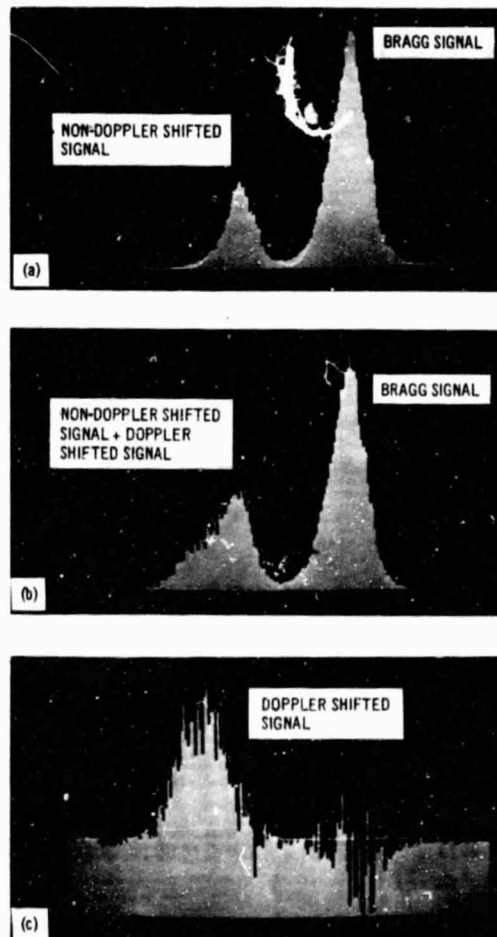 BRAGG SIGNAL
NON-DOPPLER SHIFTED
SIGNAL
(a)
BRAGG SIGNAL
NON-DOPPLER SHIFTED
SIGNAL + DOPPLER
SHIFTED SIGNAL
(b)
DOPPLER SHIFTED
SIGNAL
(c)